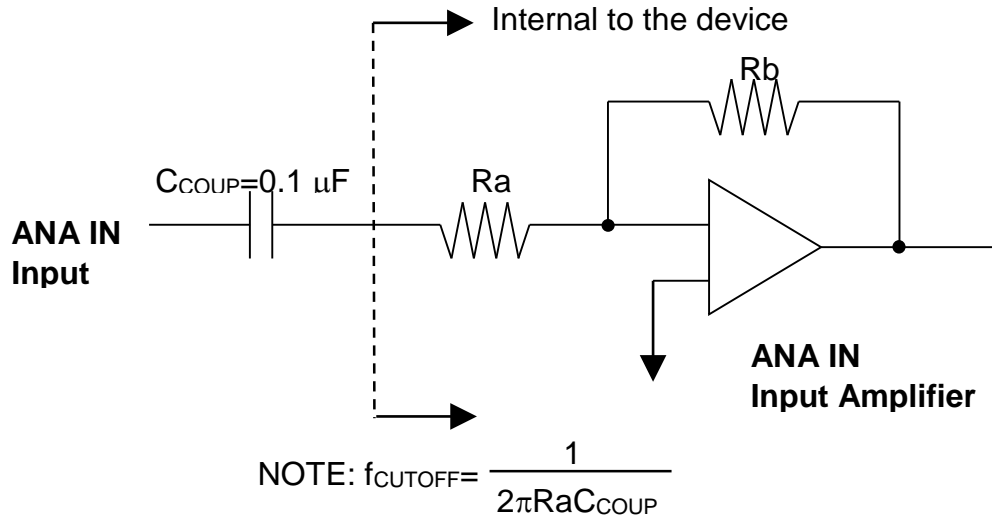 Internal to the device
Rb
CCOUP=0.1 μF
Ra
ANA IN
Input
ANA IN
Input Amplifier
NOTE: fCUTOFF= 1
2πRaCCOUP